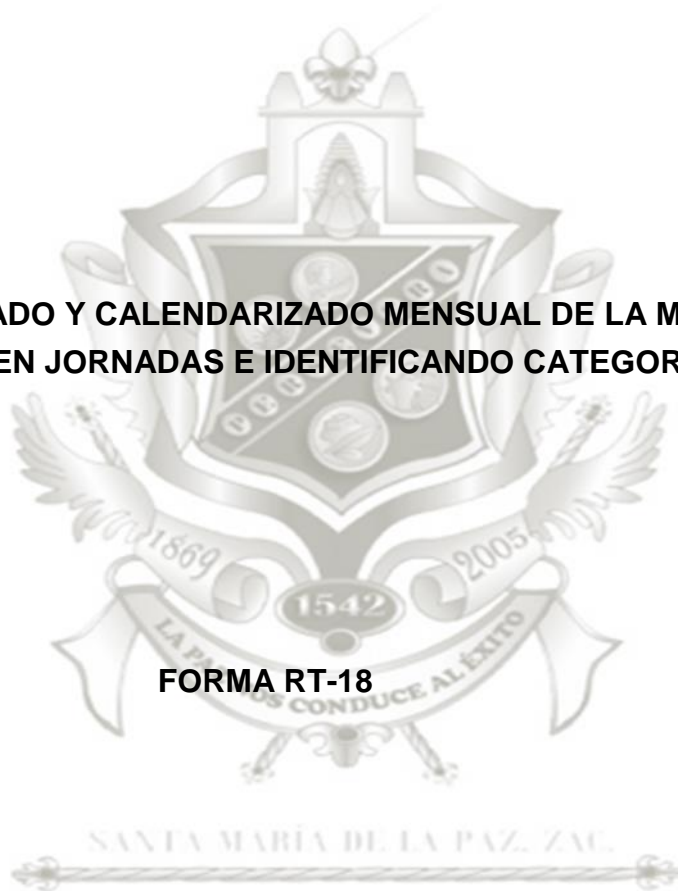 ADO Y CALENDARIZADO MENSUAL DE LA M
EN JORNADAS E IDENTIFICANDO CATEGOR
1869
2005
1542
FORMA RT-18
LA PAZ NOS CONDUCE AL ÉXITO
SANTA MARÍA DE LA PAZ, ZAC.